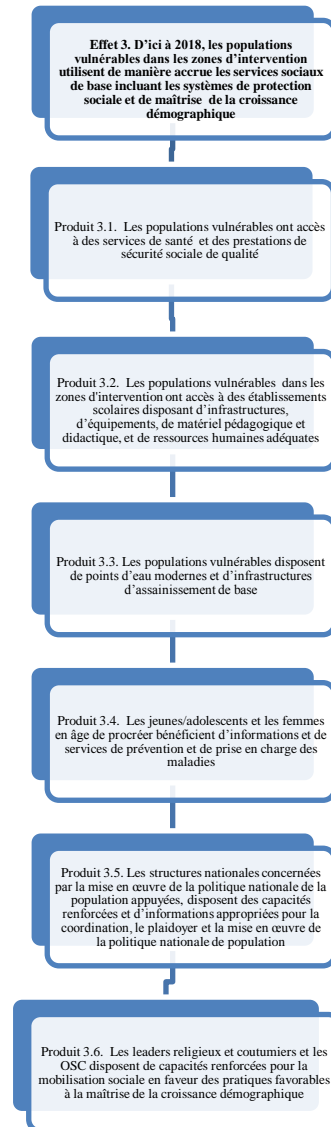 Effet 3. D'ici à 2018, les populations
vulnérables dans les zones d'intervention
utilisent de manière accrue les services sociaux
de base incluant les systèmes de protection
sociale et de maîtrise de la croissance
démographique
Produit 3.1. Les populations vulnérables ont accès
à des services de santé et des prestations de
sécurité sociale de qualité
Produit 3.2. Les populations vulnérables dans les
zones d'intervention ont accès à des établissements
scolaires disposant d'infrastructures,
d'équipements, de matériel pédagogique et
didactique, et de ressources humaines adéquates
Produit 3.3. Les populations vulnérables disposent
de points d'eau modernes et d'infrastructures
d'assainissement de base
Produit 3.4. Les jeunes/adolescents et les femmes
en âge de procréer bénéficient d'informations et de
services de prévention et de prise en charge des
maladies
Produit 3.5. Les structures nationales concernées
par la mise en œuvre de la politique nationale de la
population appuyées, disposent des capacités
renforcées et d'informations appropriées pour la
coordination, le plaidoyer et la mise en œuvre de
la politique nationale de population
Produit 3.6. Les leaders religieux et coutumiers et les
OSC disposent de capacités renforcées pour la
mobilisation sociale en faveur des pratiques favorables
à la maîtrise de la croissance démographique